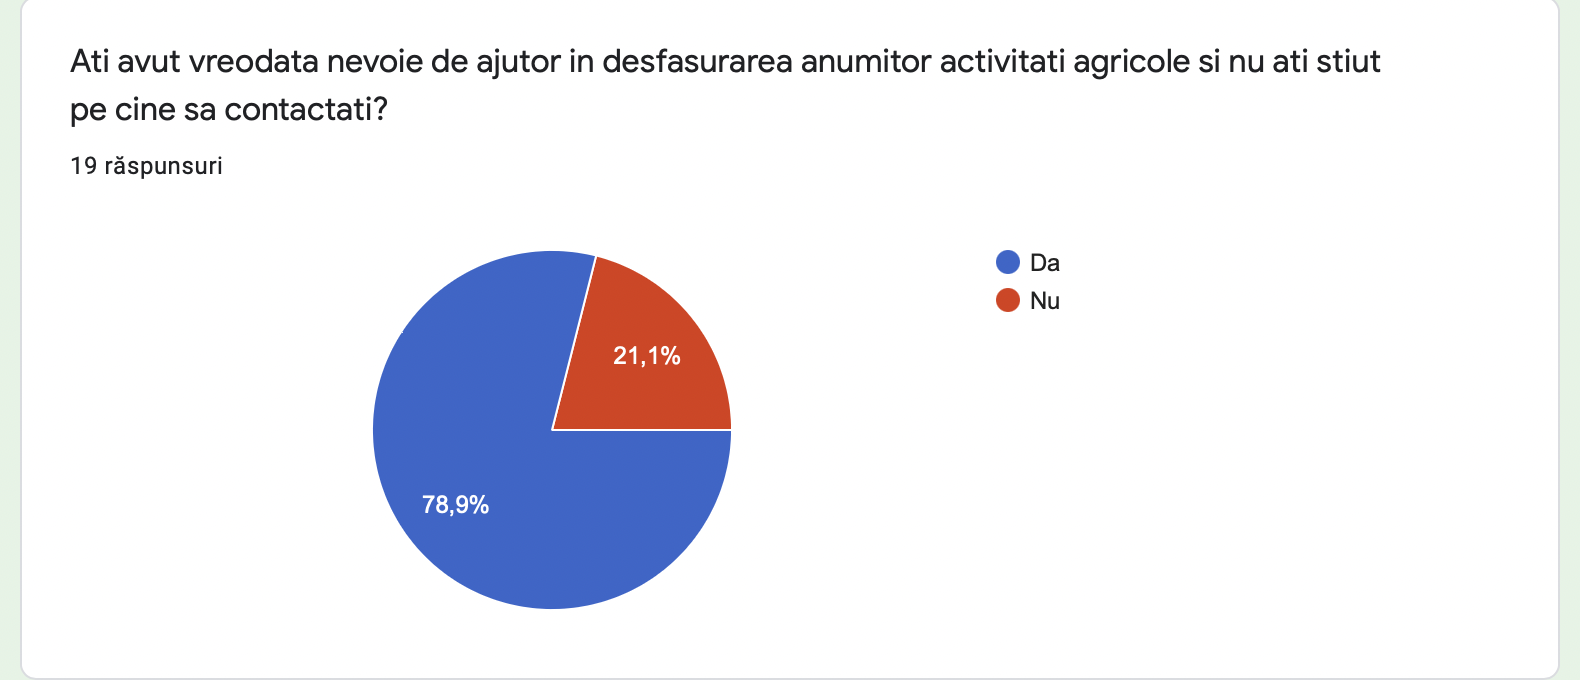 Ati avut vreodata nevoie de ajutor in desfasurarea anumitor activitati agricole si nu ati stiut
pe cine sa contactati?
19 răspunsuri
Da
Nu
21,1%
78,9%